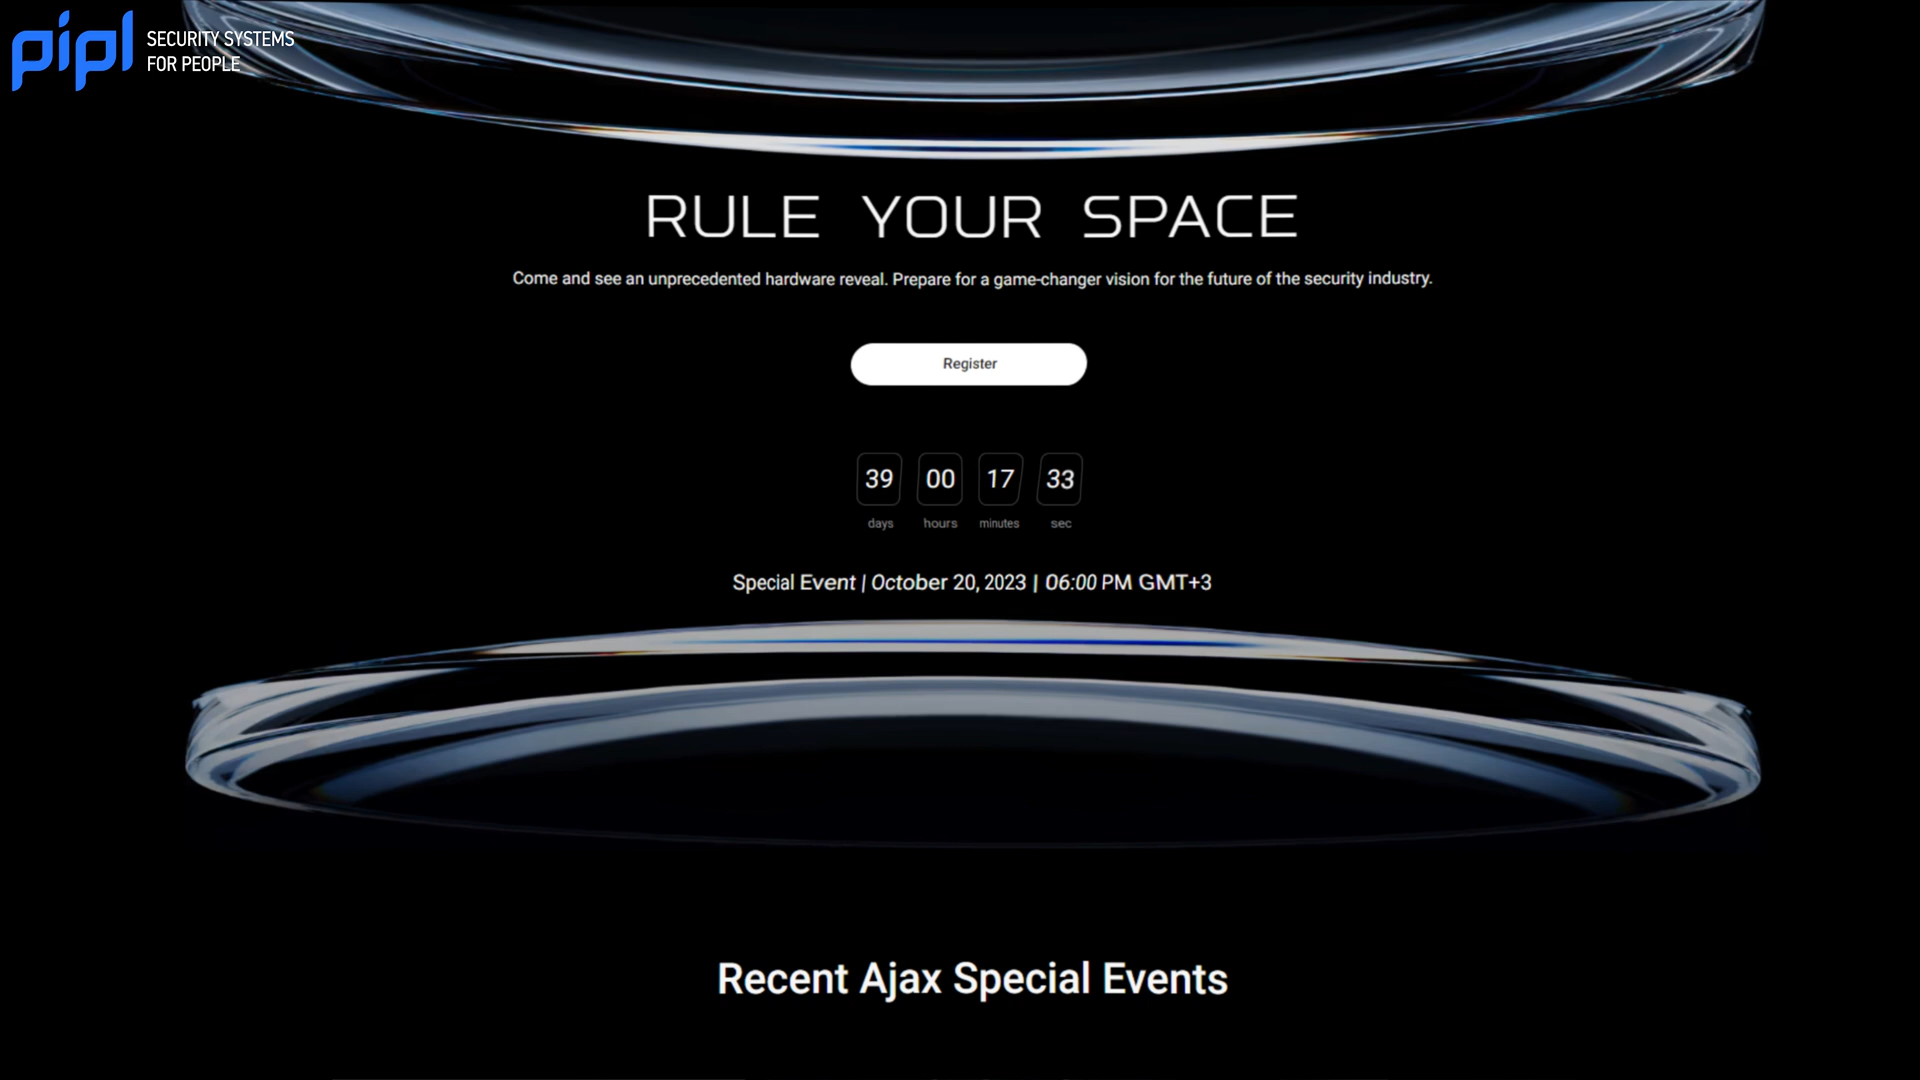 pipl
SECURITY SYSTEMS
FOR PEOPLE
RULE YOUR SPACE
Come and see an unprecedented hardware reveal. Prepare for a game-changer vision for the future of the security industry.
Register
39 00 17 33
days hours minutes sec
Special Event | October 20, 2023 | 06:00 PM GMT+3
Recent Ajax Special Events